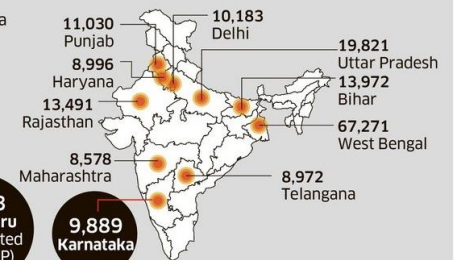 a
11,030
Punjab
10,183
Delhi
8,996
Haryana
19,821
Uttar Pradesh
13,491
Rajasthan
13,972
Bihar
67,271
West Bengal
8,578
Maharashtra
8,972
Telangana
9,889
Karnataka
3
ru
ted
P)